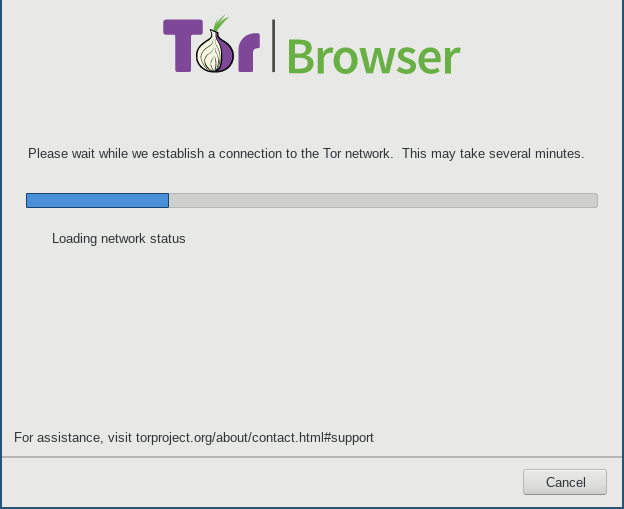 Tor Browser
Please wait while we establish a connection to the Tor network.  This may take several minutes.
Loading network status
For assistance, visit torproject.org/about/contact.html#support
Cancel